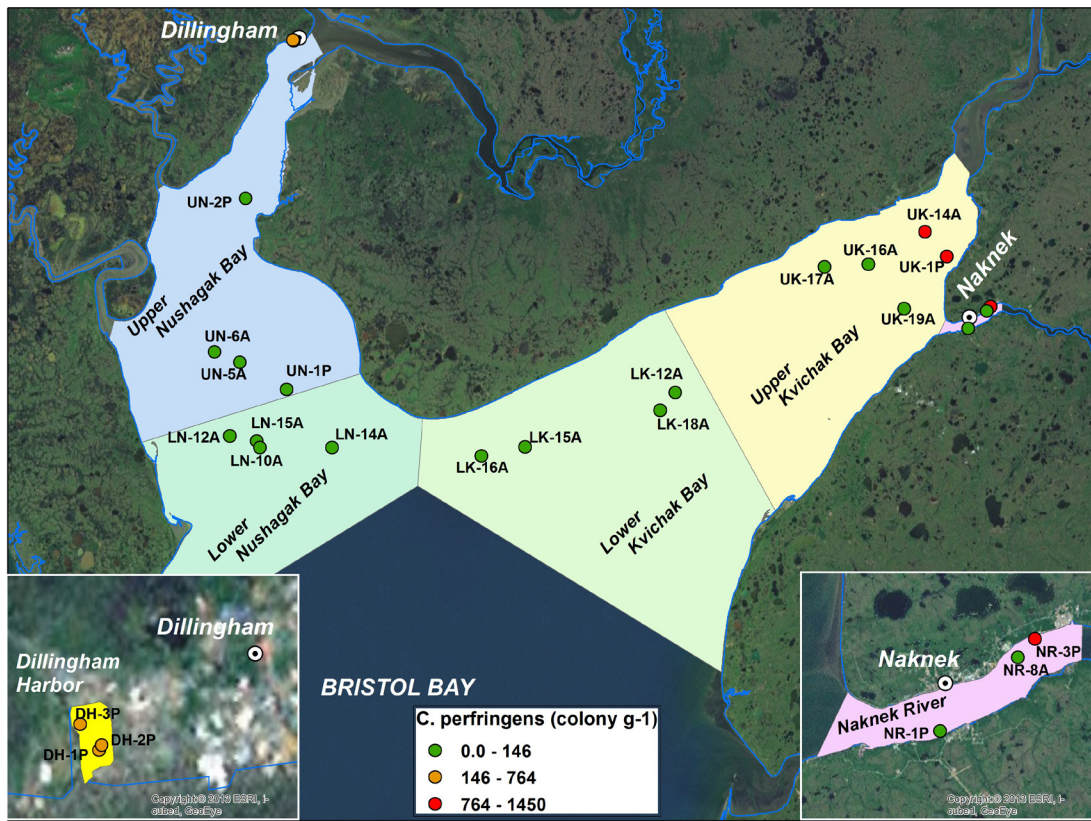 Dillingham
UN-2P
Upper
Nushagak Bay
UN-6A
UN-5A
UN-1P
LN-12A
LN-15A
LN-10A
LN-14A
Lower
Nushagak Bay
UK-14A
UK-16A
UK-17A
UK-1P
Naknek
UK-19A
Upper
Kvichak Bay
LK-12A
LK-18A
LK-15A
LK-16A
Lower
Kvichak Bay
BRISTOL BAY
C. perfringens (colony g-1)
0.0 - 146
146 - 764
764 - 1450
Dillingham
Dillingham
Harbor
DH-3P
DH-2P
DH-1P
Copyright:© 2013 ESRI, i-
cubed, GeoEye
Naknek
NR-3P
NR-8A
Naknek River
NR-1P
Copyright:© 2013 ESRI, i-
cubed, GeoEye